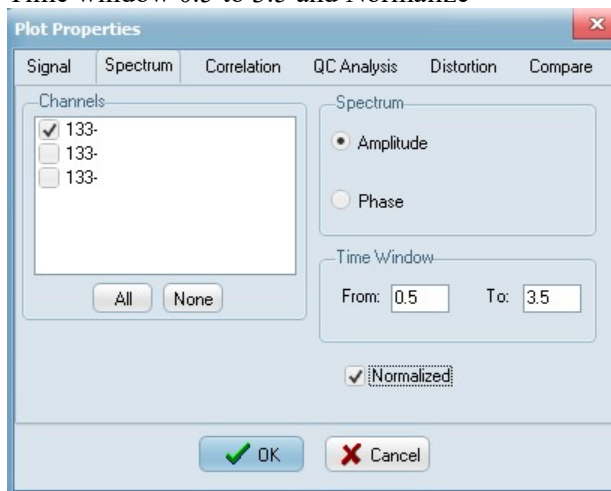 Time window 0.5 to 3.5 and Normalize
Plot Properties
Signal Spectrum Correlation QC Analysis Distortion Compare
Channels
133-
133-
133-
All None
Spectrum
Amplitude
Phase
Time Window
From: 0.5 To: 3.5
Normalized
OK Cancel